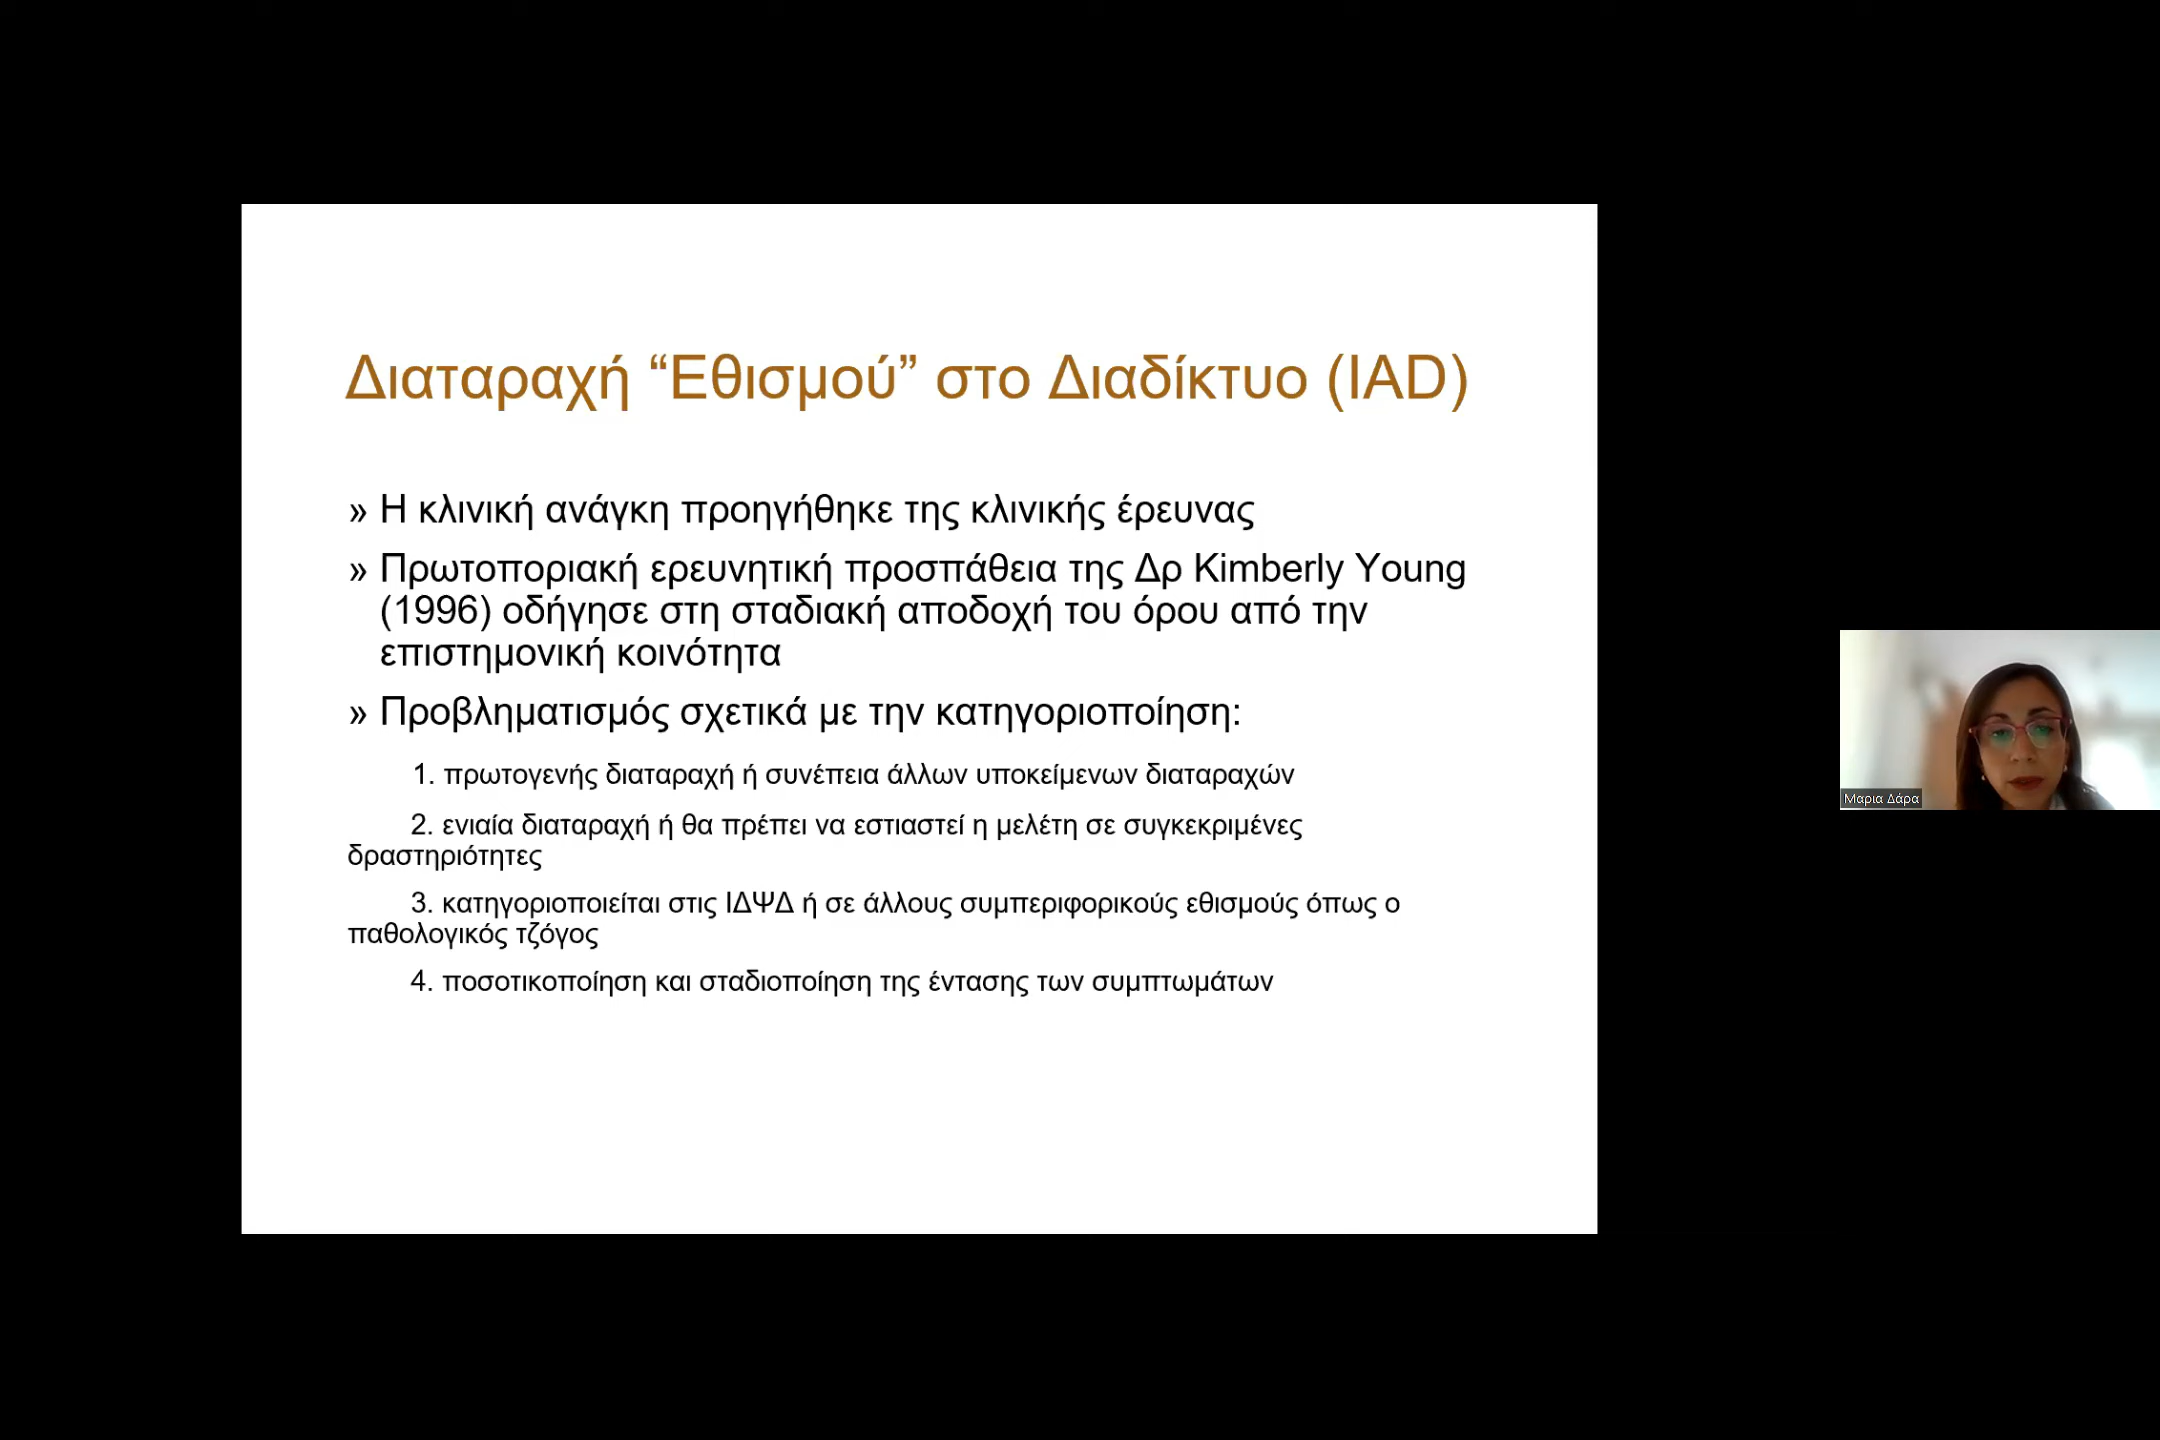 Διαταραχή “Εθισμού” στο Διαδίκτυο (IAD)
» Η κλινική ανάγκη προηγήθηκε της κλινικής έρευνας
» Πρωτοποριακή ερευνητική προσπάθεια της Δρ Kimberly Young
(1996) οδήγησε στη σταδιακή αποδοχή του όρου από την
επιστημονική κοινότητα
» Προβληματισμός σχετικά με την κατηγοριοποίηση:
1. πρωτογενής διαταραχή ή συνέπεια άλλων υποκείμενων διαταραχών
2. ενιαία διαταραχή ή θα πρέπει να εστιαστεί η μελέτη σε συγκεκριμένες
δραστηριότητες
3. κατηγοριοποιείται στις ΙΔΨΔ ή σε άλλους συμπεριφορικούς εθισμούς όπως ο
παθολογικός τζόγος
4. ποσοτικοποίηση και σταδιοποίηση της έντασης των συμπτωμάτων
Μαρια Δάρα